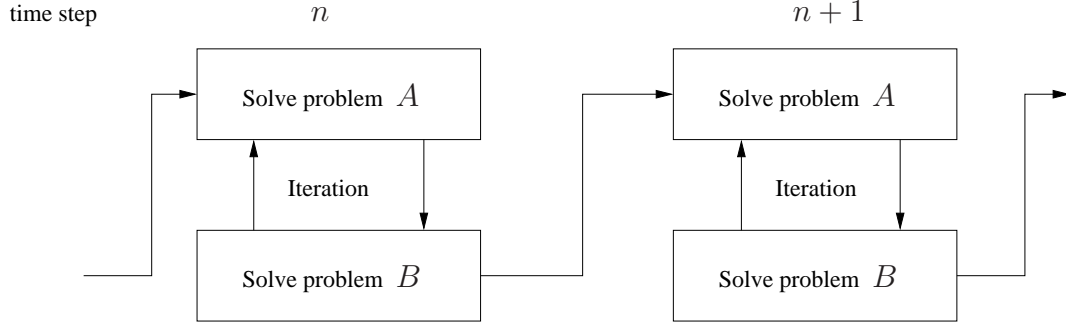 time step n n + 1
Solve problem A Solve problem A
Iteration Iteration
Solve problem B Solve problem B